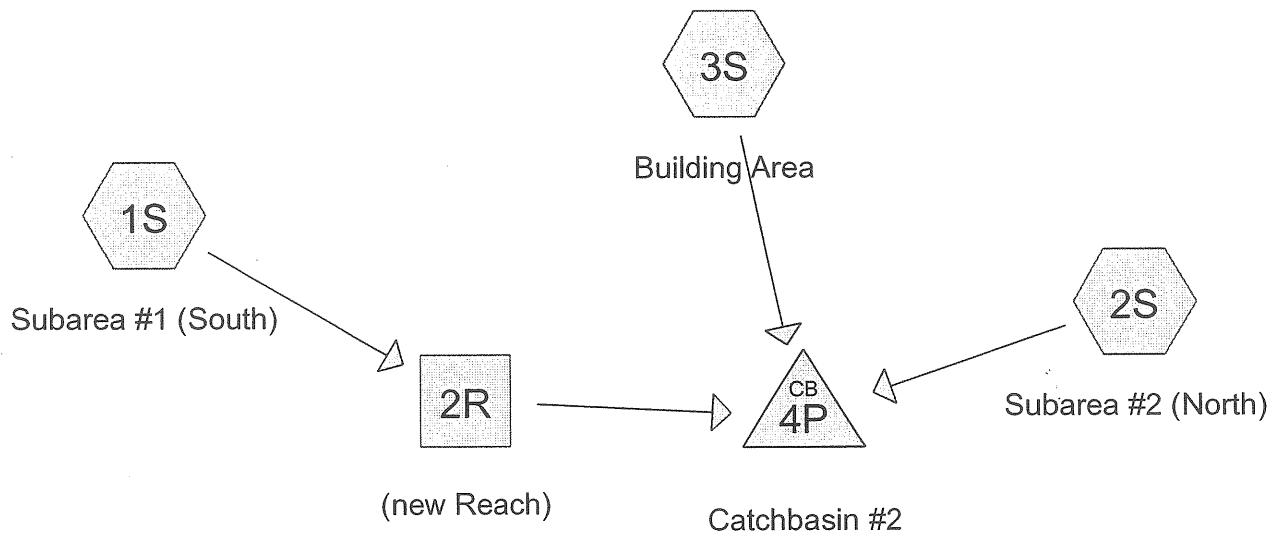 3S
Building Area
1S
Subarea #1 (South)
2S
Subarea #2 (North)
2R
(new Reach)
CB
4P
Catchbasin #2